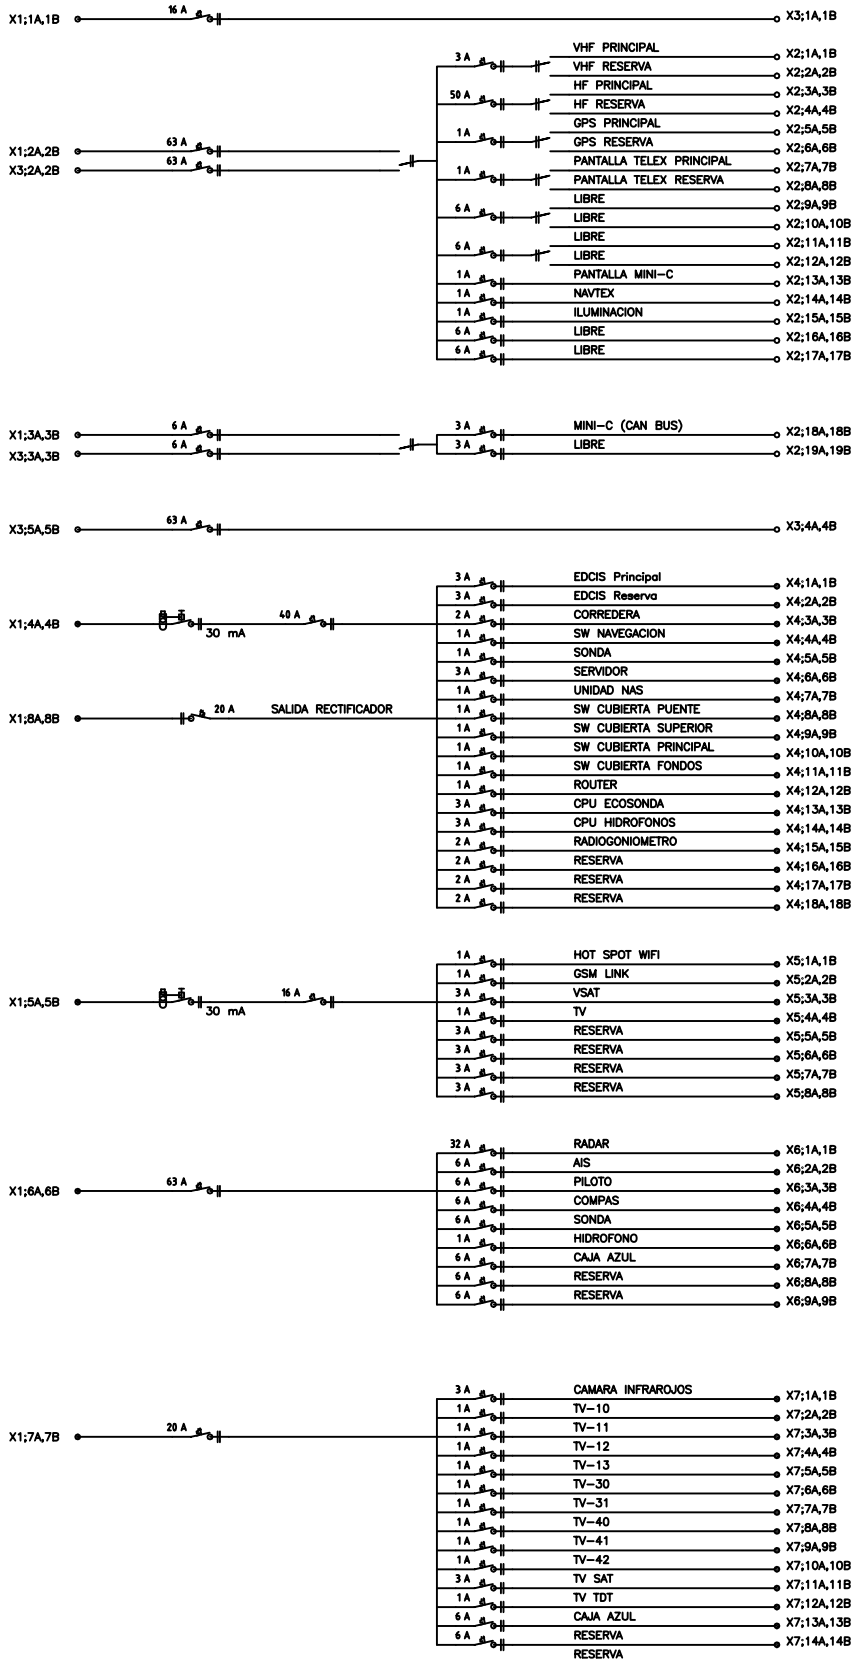 X1;1A,1B 16 A X3;1A,1B
3 A VHF PRINCIPAL X2;1A,1B
VHF RESERVA X2;2A,2B
50 A HF PRINCIPAL X2;3A,3B
HF RESERVA X2;4A,4B
1 A GPS PRINCIPAL X2;5A,5B
X1;2A,2B 63 A GPS RESERVA X2;6A,6B
X3;2A,2B 63 A 1 A PANTALLA TELEX PRINCIPAL X2;7A,7B
PANTALLA TELEX RESERVA X2;8A,8B
6 A LIBRE X2;9A,9B
LIBRE X2;10A,10B
6 A LIBRE X2;11A,11B
LIBRE X2;12A,12B
1 A PANTALLA MINI-C X2;13A,13B
1 A NAVTEX X2;14A,14B
1 A ILUMINACION X2;15A,15B
6 A LIBRE X2;16A,16B
6 A LIBRE X2;17A,17B
X1;3A,3B 6 A 3 A MINI-C (CAN BUS) X2;18A,18B
X3;3A,3B 6 A 3 A LIBRE X2;19A,19B
X3;5A,5B 63 A X3;4A,4B
3 A EDCIS Principal X4;1A,1B
3 A EDCIS Reserva X4;2A,2B
X1;4A,4B 30 mA 40 A 2 A CORREDERA X4;3A,3B
1 A SW NAVEGACION X4;4A,4B
1 A SONDA X4;5A,5B
3 A SERVIDOR X4;6A,6B
1 A UNIDAD NAS X4;7A,7B
X1;8A,8B 20 A SALIDA RECTIFICADOR 1 A SW CUBIERTA PUENTE X4;8A,8B
1 A SW CUBIERTA SUPERIOR X4;9A,9B
1 A SW CUBIERTA PRINCIPAL X4;10A,10B
1 A SW CUBIERTA FONDOS X4;11A,11B
1 A ROUTER X4;12A,12B
3 A CPU ECOSONDA X4;13A,13B
3 A CPU HIDROFONOS X4;14A,14B
2 A RADIOGONIOMETRO X4;15A,15B
2 A RESERVA X4;16A,16B
2 A RESERVA X4;17A,17B
2 A RESERVA X4;18A,18B
1 A HOT SPOT WIFI X5;1A,1B
1 A GSM LINK X5;2A,2B
X1;5A,5B 30 mA 16 A 3 A VSAT X5;3A,3B
1 A TV X5;4A,4B
3 A RESERVA X5;5A,5B
3 A RESERVA X5;6A,6B
3 A RESERVA X5;7A,7B
3 A RESERVA X5;8A,8B
32 A RADAR X6;1A,1B
6 A AIS X6;2A,2B
X1;6A,6B 63 A 6 A PILOTO X6;3A,3B
6 A COMPAS X6;4A,4B
6 A SONDA X6;5A,5B
1 A HIDROFONO X6;6A,6B
6 A CAJA AZUL X6;7A,7B
6 A RESERVA X6;8A,8B
6 A RESERVA X6;9A,9B
3 A CAMARA INFRAROJOS X7;1A,1B
1 A TV-10 X7;2A,2B
X1;7A,7B 20 A 1 A TV-11 X7;3A,3B
1 A TV-12 X7;4A,4B
1 A TV-13 X7;5A,5B
1 A TV-30 X7;6A,6B
1 A TV-31 X7;7A,7B
1 A TV-40 X7;8A,8B
1 A TV-41 X7;9A,9B
1 A TV-42 X7;10A,10B
3 A TV SAT X7;11A,11B
1 A TV TDT X7;12A,12B
6 A CAJA AZUL X7;13A,13B
6 A RESERVA X7;14A,14B
RESERVA